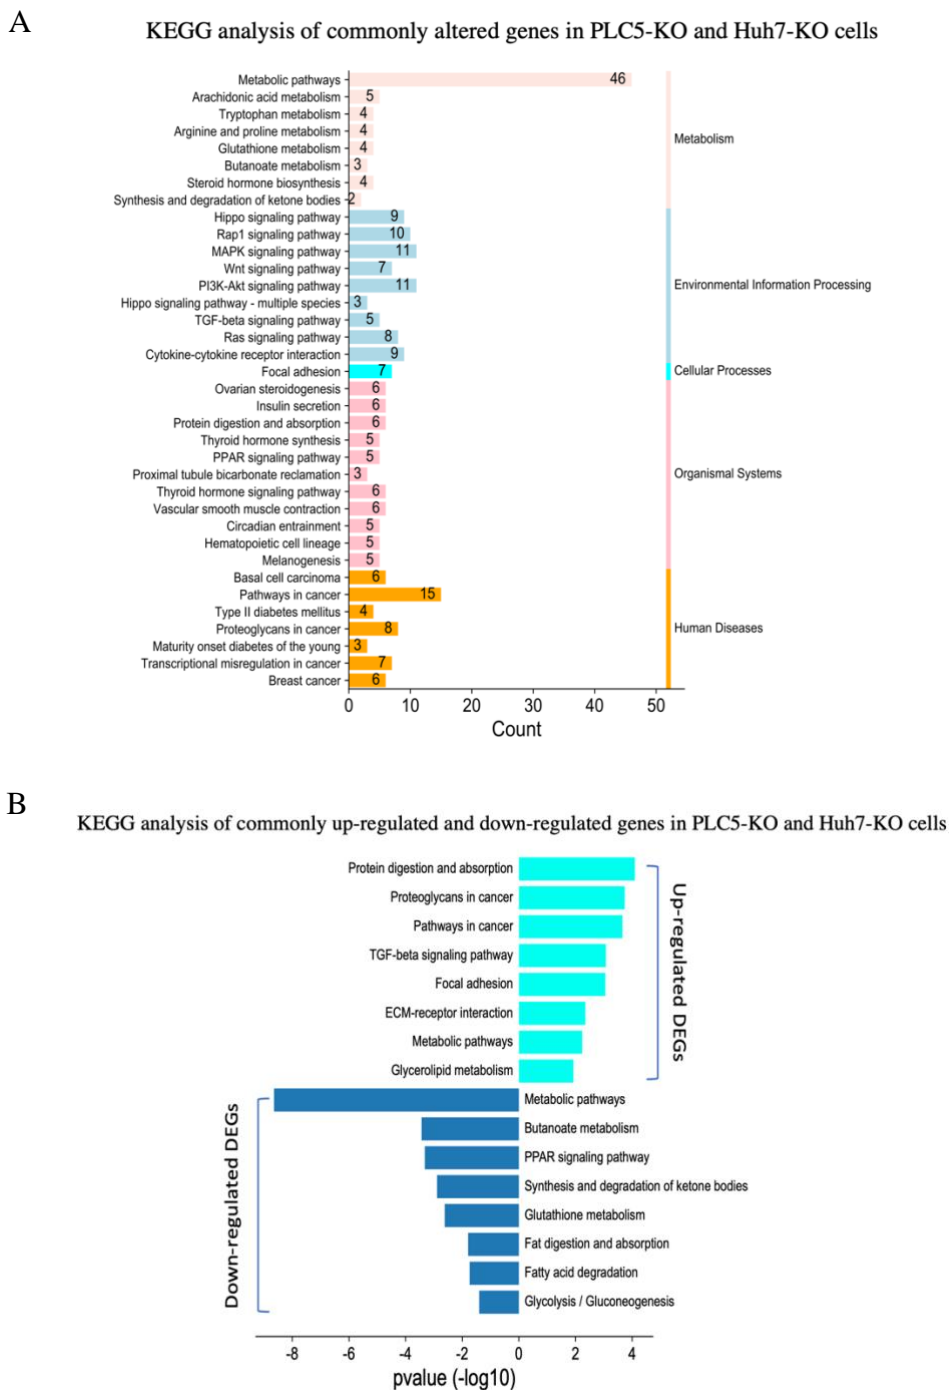 A
KEGG analysis of commonly altered genes in PLC5-KO and Huh7-KO cells
Metabolic pathways 46
Arachidonic acid metabolism 5
Tryptophan metabolism 4
Arginine and proline metabolism 4
Glutathione metabolism 4
Butanoate metabolism 3
Steroid hormone biosynthesis 4
Synthesis and degradation of ketone bodies 2
Metabolism
Hippo signaling pathway 9
Rap1 signaling pathway 10
MAPK signaling pathway 11
Wnt signaling pathway 7
PI3K-Akt signaling pathway 11
Hippo signaling pathway - multiple species 3
TGF-beta signaling pathway 5
Ras signaling pathway 8
Cytokine-cytokine receptor interaction 9
Environmental Information Processing
Focal adhesion 7
Cellular Processes
Ovarian steroidogenesis 6
Insulin secretion 6
Protein digestion and absorption 6
Thyroid hormone synthesis 5
PPAR signaling pathway 5
Proximal tubule bicarbonate reclamation 3
Thyroid hormone signaling pathway 6
Vascular smooth muscle contraction 6
Circadian entrainment 5
Hematopoietic cell lineage 5
Melanogenesis 5
Organismal Systems
Basal cell carcinoma 6
Pathways in cancer 15
Type II diabetes mellitus 4
Proteoglycans in cancer 8
Maturity onset diabetes of the young 3
Transcriptional misregulation in cancer 7
Breast cancer 6
Human Diseases
0 10 20 30 40 50
Count
B
KEGG analysis of commonly up-regulated and down-regulated genes in PLC5-KO and Huh7-KO cells
Protein digestion and absorption
Proteoglycans in cancer
Pathways in cancer
TGF-beta signaling pathway
Focal adhesion
ECM-receptor interaction
Metabolic pathways
Glycerolipid metabolism
Up-regulated DEGs
Metabolic pathways
Butanoate metabolism
PPAR signaling pathway
Synthesis and degradation of ketone bodies
Glutathione metabolism
Fat digestion and absorption
Fatty acid degradation
Glycolysis / Gluconeogenesis
Down-regulated DEGs
-8 -6 -4 -2 0 2 4
pvalue (-log10)